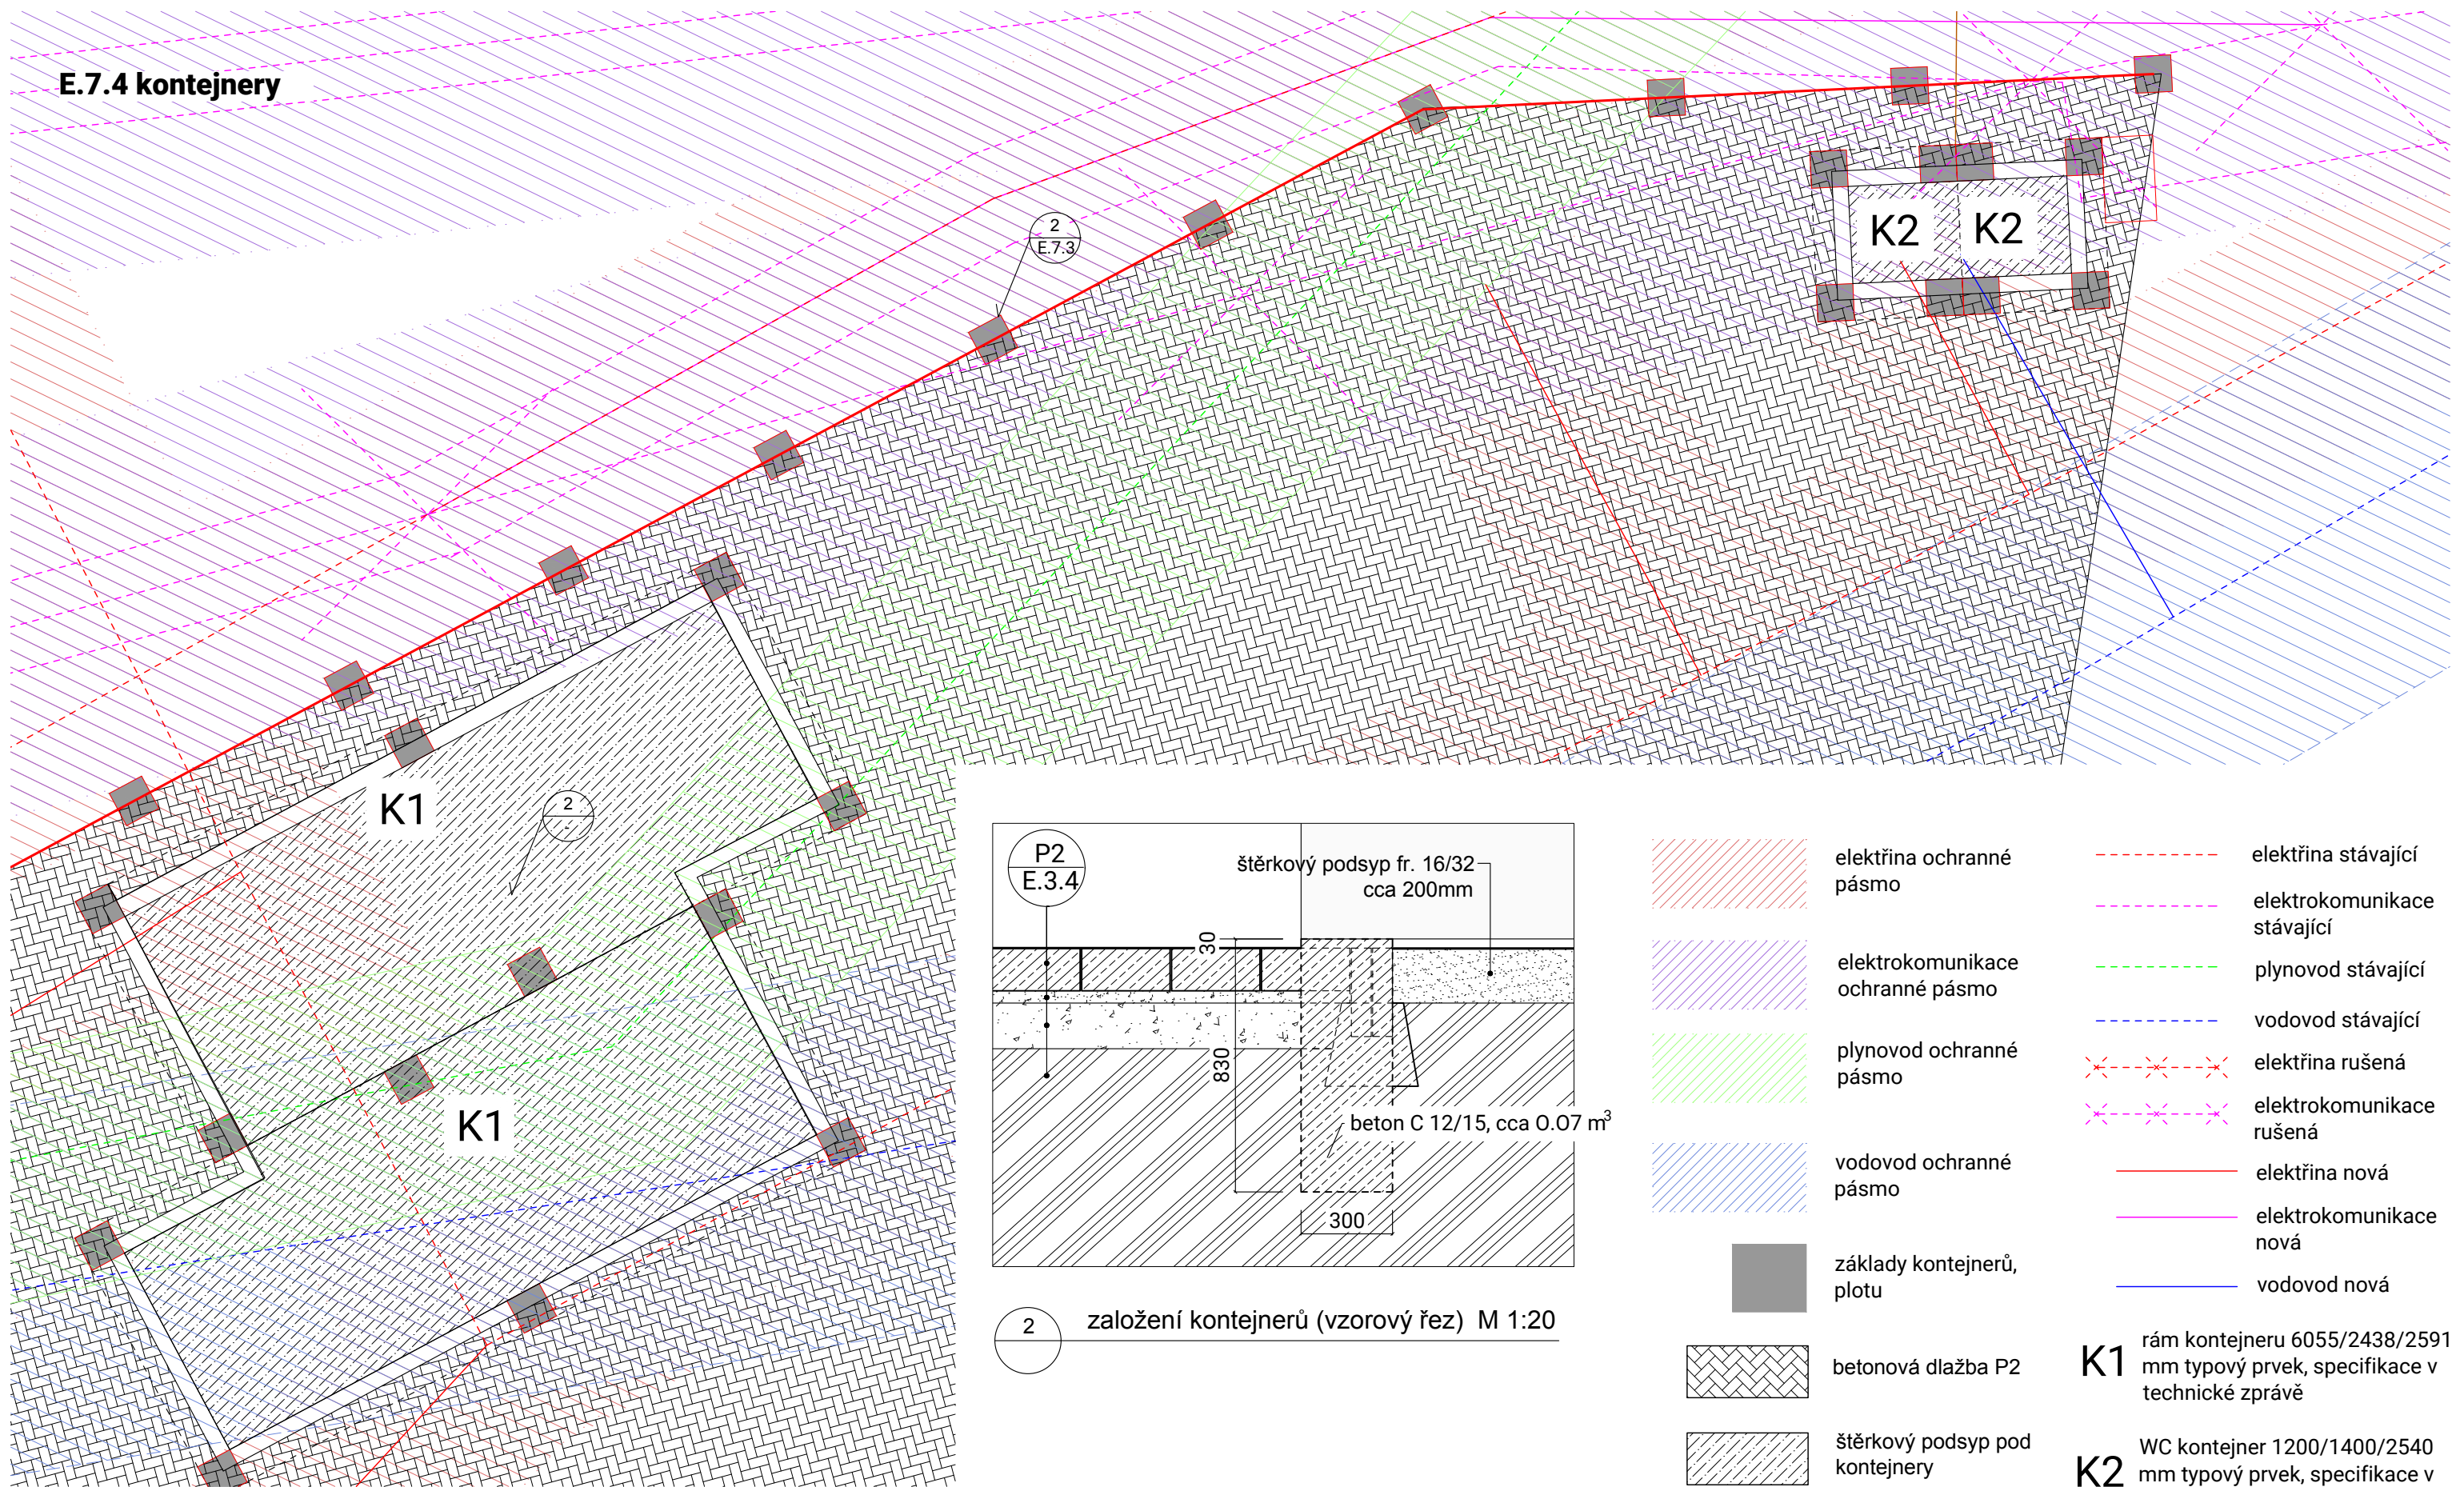 E.7.4 kontejnery
2
E.7.3
K2
K2
K1
2
-
K1
P2
E.3.4
štěrkový podsyp fr. 16/32
cca 200mm
30
830
beton C 12/15, cca 0.07 m³
300
2
založení kontejnerů (vzorový řez) M 1:20
elektřina ochranné
pásmo
elektrokomunikace
ochranné pásmo
plynovod ochranné
pásmo
vodovod ochranné
pásmo
základy kontejnerů,
plotu
betonová dlažba P2
štěrkový podsyp pod
kontejnery
elektřina stávající
elektrokomunikace
stávající
plynovod stávající
vodovod stávající
elektřina rušená
elektrokomunikace
rušená
elektřina nová
elektrokomunikace
nová
vodovod nová
K1
rám kontejneru 6055/2438/2591
mm typový prvek, specifikace v
technické zprávě
K2
WC kontejner 1200/1400/2540
mm typový prvek, specifikace v